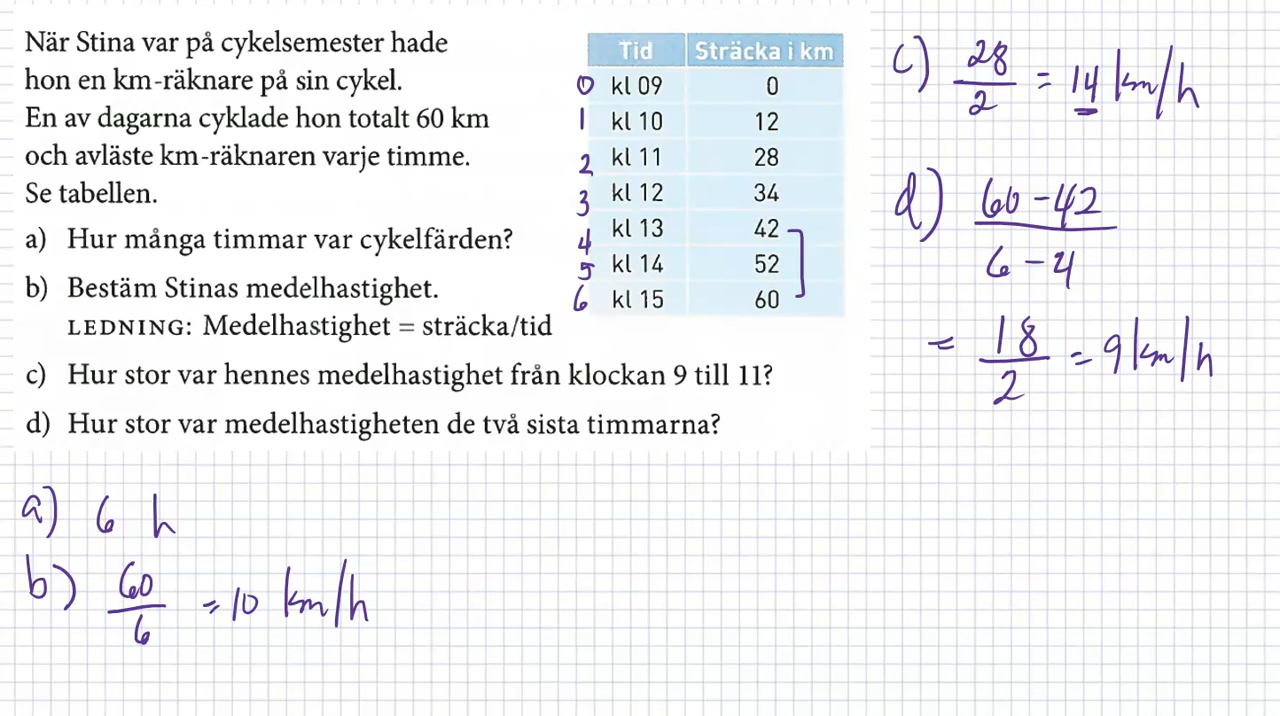 När Stina var på cykelsemester hade
hon en km-räknare på sin cykel.
En av dagarna cyklade hon totalt 60 km
och avläste km-räknaren varje timme.
Se tabellen.
a) Hur många timmar var cykelfärden?
b) Bestäm Stinas medelhastighet.
LEDNING: Medelhastighet = sträcka/tid
c) Hur stor var hennes medelhastighet från klockan 9 till 11?
d) Hur stor var medelhastigheten de två sista timmarna?
Tid Sträcka i km
0 kl 09 0
1 kl 10 12
2 kl 11 28
3 kl 12 34
4 kl 13 42
5 kl 14 52
6 kl 15 60
a) 6 h
b) 60/6 = 10 km/h
c) 28/2 = 14 km/h
d) 60-42
6-4
= 18/2 = 9 km/h